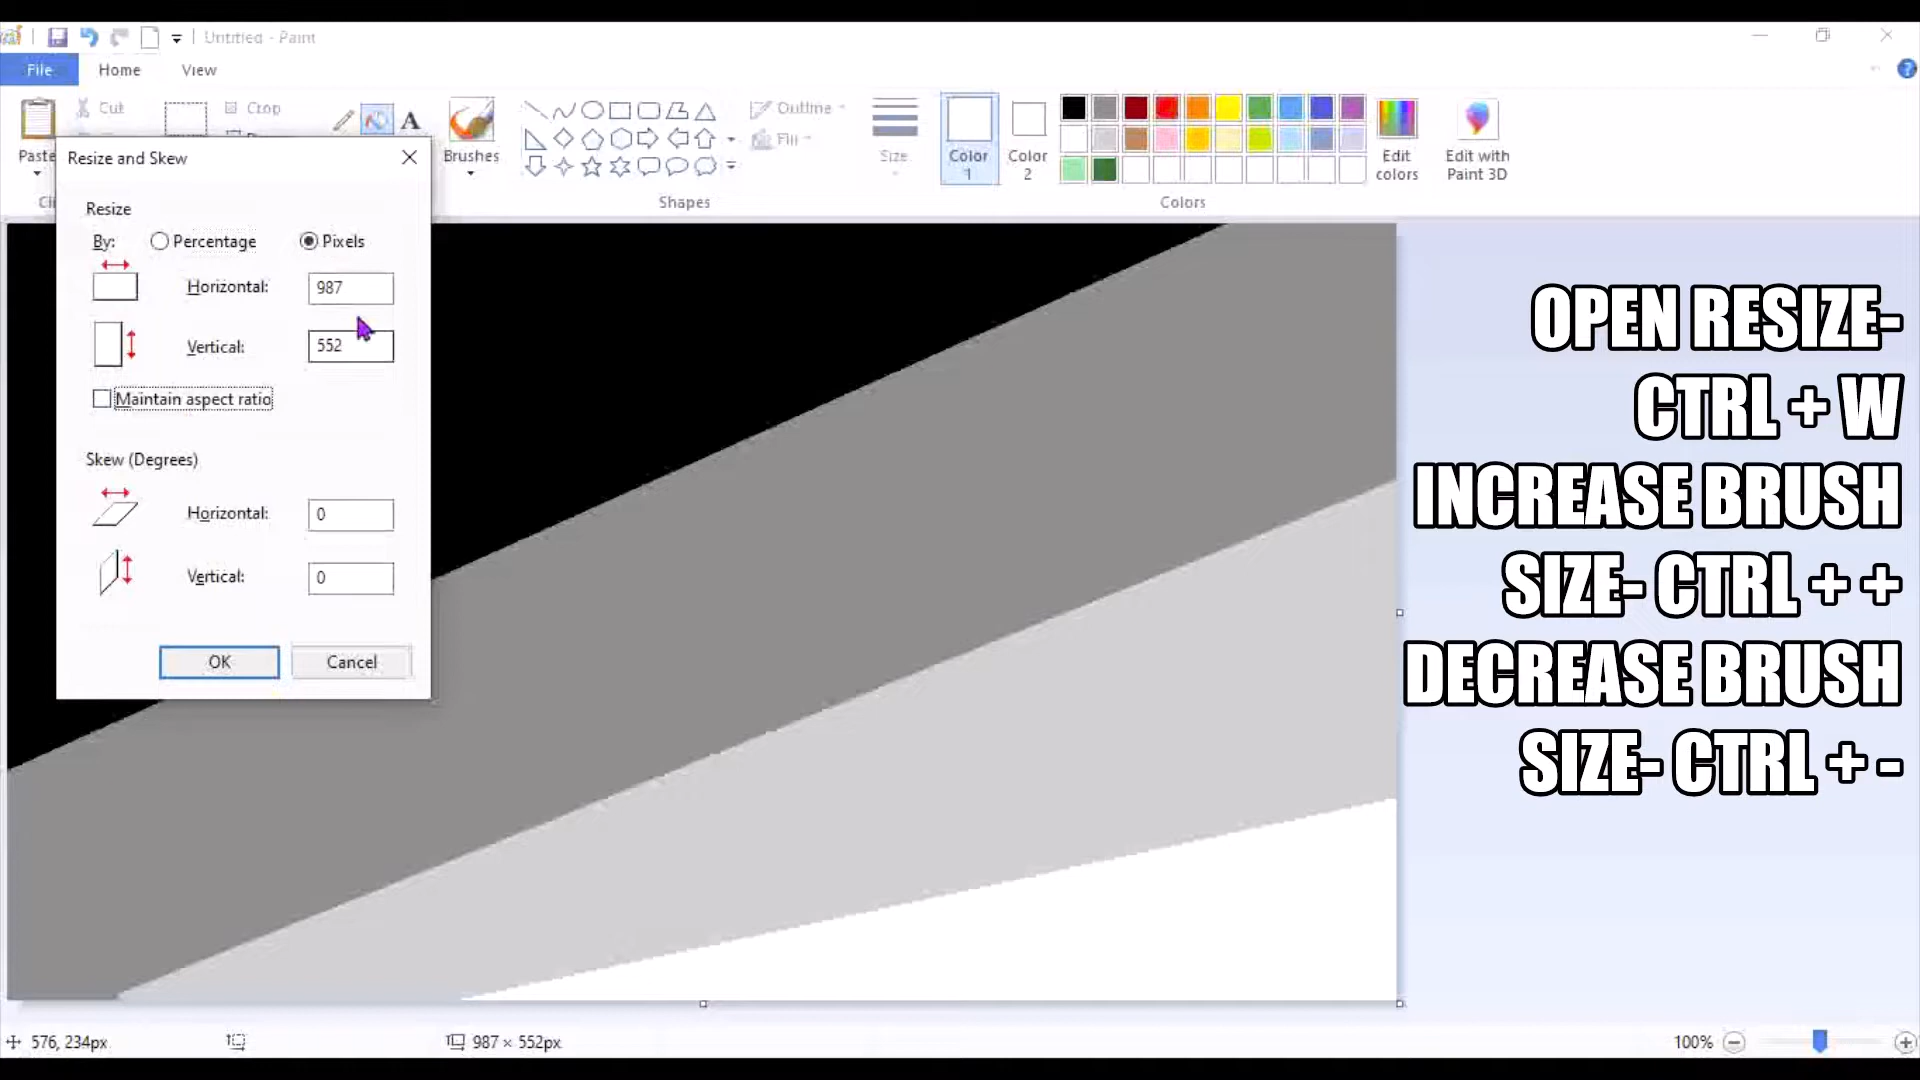 Untitled - Paint
File Home View
Cut
Crop
Paste
Brushes
A
Outline
Fill
Size
Color 1
Color 2
Edit colors
Edit with Paint 3D
Shapes
Colors
Resize and Skew
Resize
By: Percentage Pixels
Horizontal: 987
Vertical: 552
Maintain aspect ratio
Skew (Degrees)
Horizontal: 0
Vertical: 0
OK Cancel
OPEN RESIZE-
CTRL + W
INCREASE BRUSH
SIZE- CTRL + +
DECREASE BRUSH
SIZE- CTRL + -
576, 234px
987 × 552px
100%